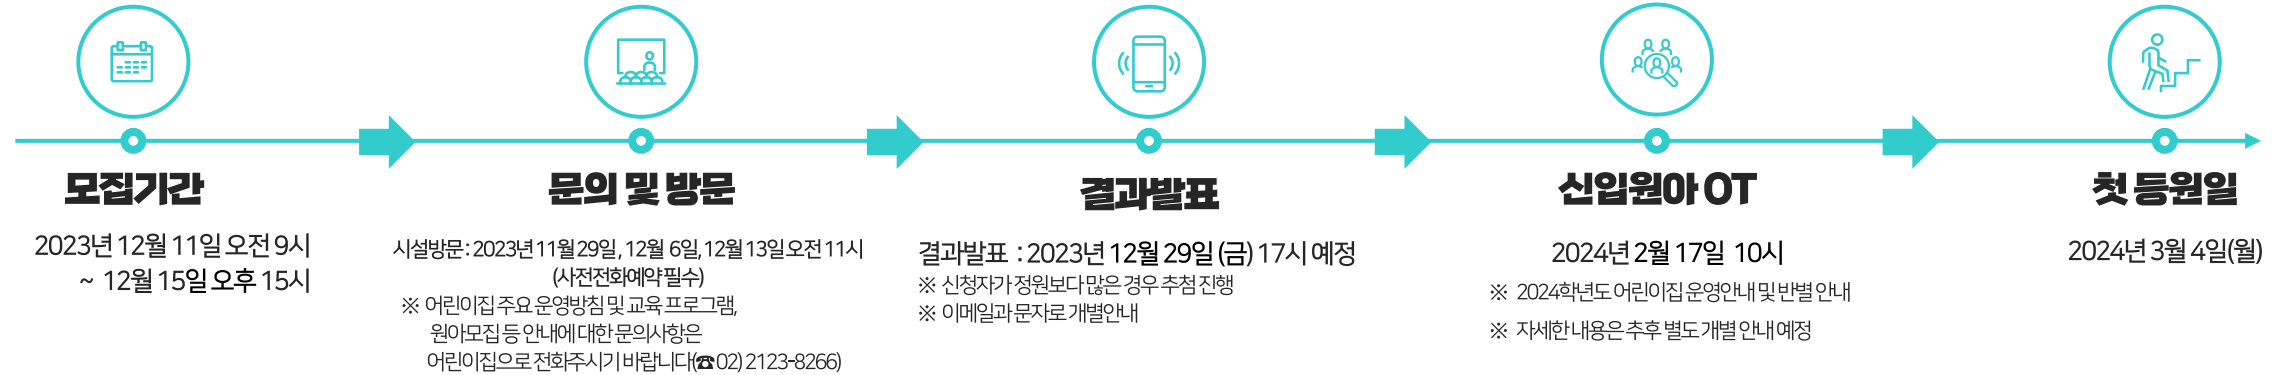 모집기간
2023년 12월 11일 오전 9시
~ 12월 15일 오후 15시
문의 및 방문
시설방문 : 2023년 11월 29일, 12월 6일, 12월 13일 오전 11시
(사전전화예약 필수)
※ 어린이집 주요 운영방침 및 교육 프로그램,
원아모집 등 안내에 대한 문의사항은
어린이집으로 전화주시기 바랍니다(☎02) 2123-8266)
결과발표
결과발표 : 2023년 12월 29일 (금) 17시 예정
※ 신청자가 정원보다 많은 경우 추첨 진행
※ 이메일과 문자로 개별안내
신입원아 OT
2024년 2월 17일 10시
※ 2024학년도 어린이집 운영안내 및 반별 안내
※ 자세한 내용은 추후 별도 개별 안내 예정
첫 등원일
2024년 3월 4일(월)